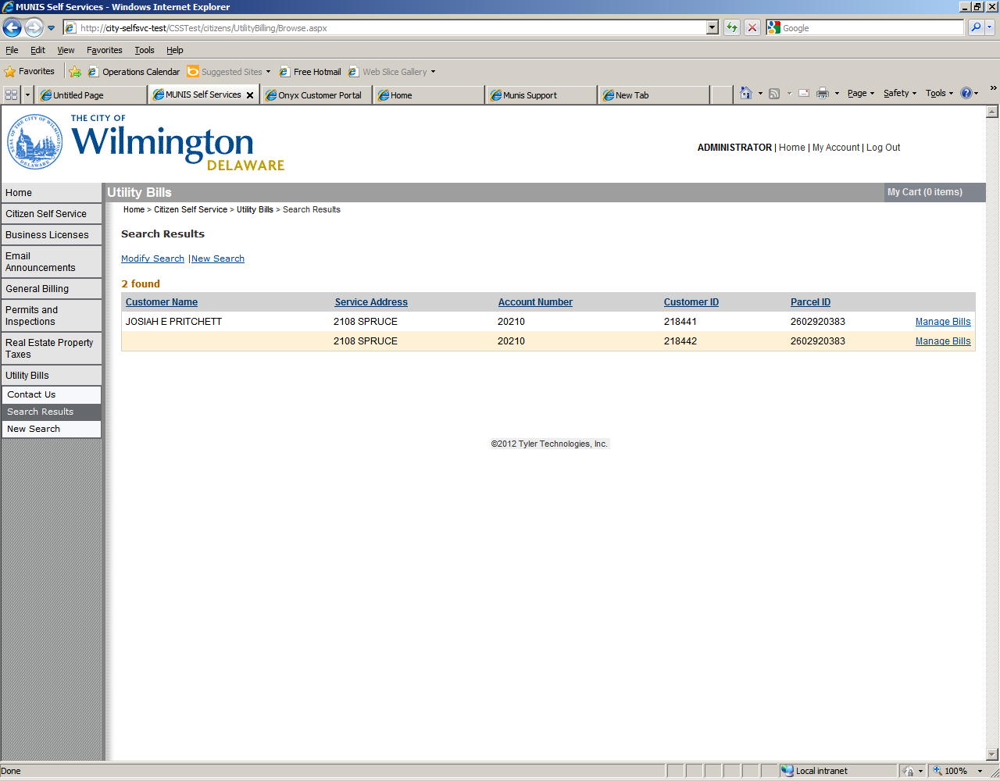 MUNIS Self Services - Windows Internet Explorer
http://city-selfsvc-test/CSSTest/citizens/UtilityBilling/Browse.aspx
Google
File Edit View Favorites Tools Help
Favorites Operations Calendar Suggested Sites Free Hotmail Web Slice Gallery
Untitled Page MUNIS Self Services Onyx Customer Portal Home Munis Support New Tab Page Safety Tools »
THE CITY OF
Wilmington
DELAWARE
ADMINISTRATOR | Home | My Account | Log Out
Utility Bills
My Cart (0 items)
Home > Citizen Self Service > Utility Bills > Search Results
Home
Citizen Self Service
Business Licenses
Email
Announcements
General Billing
Permits and
Inspections
Real Estate Property
Taxes
Utility Bills
Contact Us
Search Results
New Search
Search Results
Modify Search |New Search
2 found
Customer Name Service Address Account Number Customer ID Parcel ID
JOSIAH E PRITCHETT 2108 SPRUCE 20210 218441 2602920383 Manage Bills
2108 SPRUCE 20210 218442 2602920383 Manage Bills
©2012 Tyler Technologies, Inc.
Done
Local intranet
100%